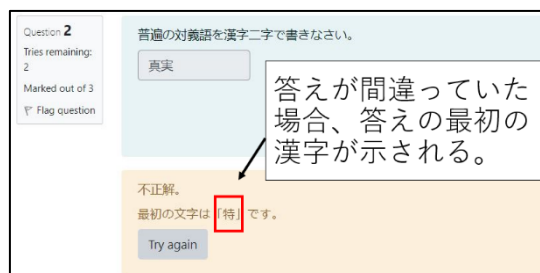 Question 2
Tries remaining:
2
Marked out of 3
Flag question
普遍の対義語を漢字二字で書きなさい。
真実
答えが間違っていた
場合、答えの最初の
漢字が示される。
不正解。
最初の文字は「特」です。
Try again